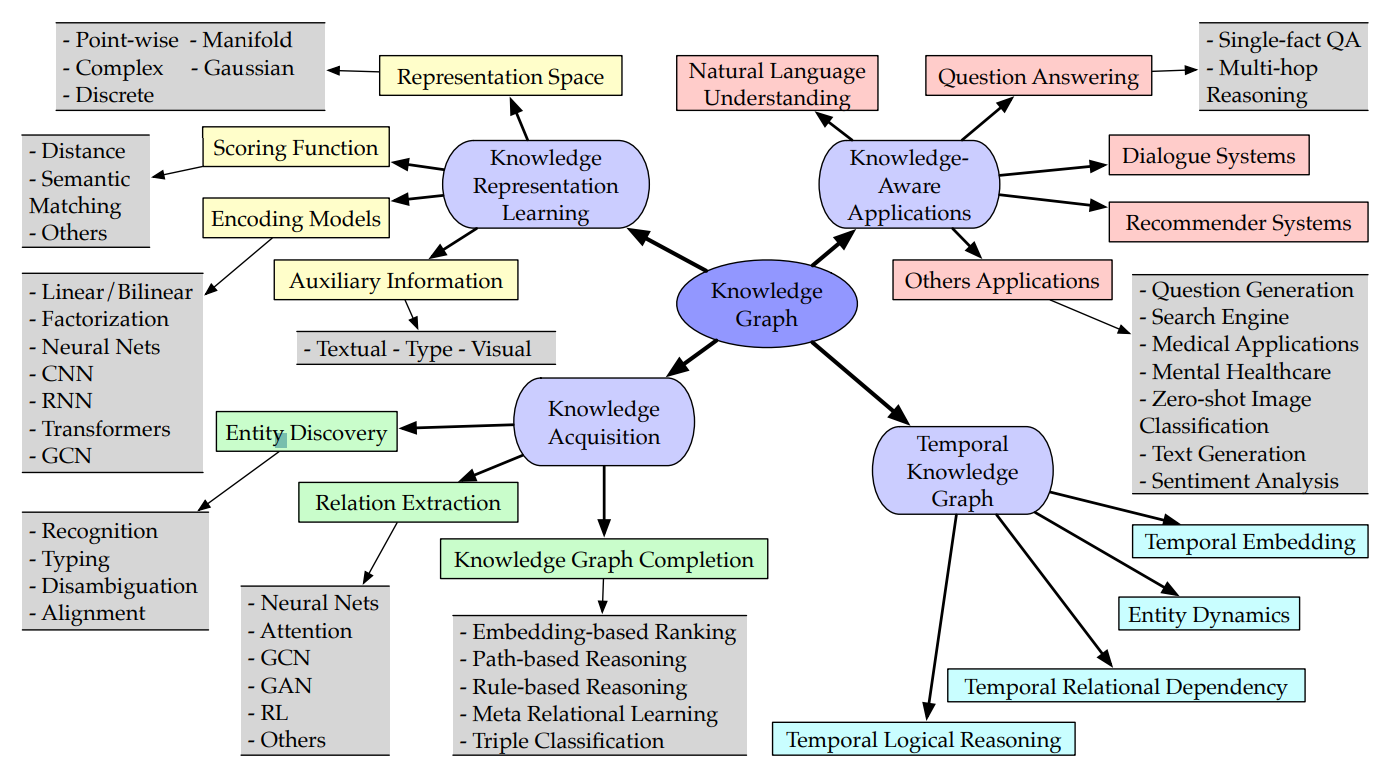 - Point-wise - Manifold
- Complex - Gaussian
- Discrete
Representation Space
Scoring Function
- Distance
- Semantic
Matching
- Others
Encoding Models
- Linear/Bilinear
- Factorization
- Neural Nets
- CNN
- RNN
- Transformers
- GCN
Auxiliary Information
- Textual - Type - Visual
Knowledge
Representation
Learning
Natural Language
Understanding
Question Answering
- Single-fact QA
- Multi-hop
Reasoning
Knowledge-
Aware
Applications
Dialogue Systems
Recommender Systems
Others Applications
- Question Generation
- Search Engine
- Medical Applications
- Mental Healthcare
- Zero-shot Image
Classification
- Text Generation
- Sentiment Analysis
Knowledge
Graph
Knowledge
Acquisition
Entity Discovery
- Recognition
- Typing
- Disambiguation
- Alignment
Relation Extraction
- Neural Nets
- Attention
- GCN
- GAN
- RL
- Others
Knowledge Graph Completion
- Embedding-based Ranking
- Path-based Reasoning
- Rule-based Reasoning
- Meta Relational Learning
- Triple Classification
Temporal
Knowledge
Graph
Temporal Embedding
Entity Dynamics
Temporal Relational Dependency
Temporal Logical Reasoning